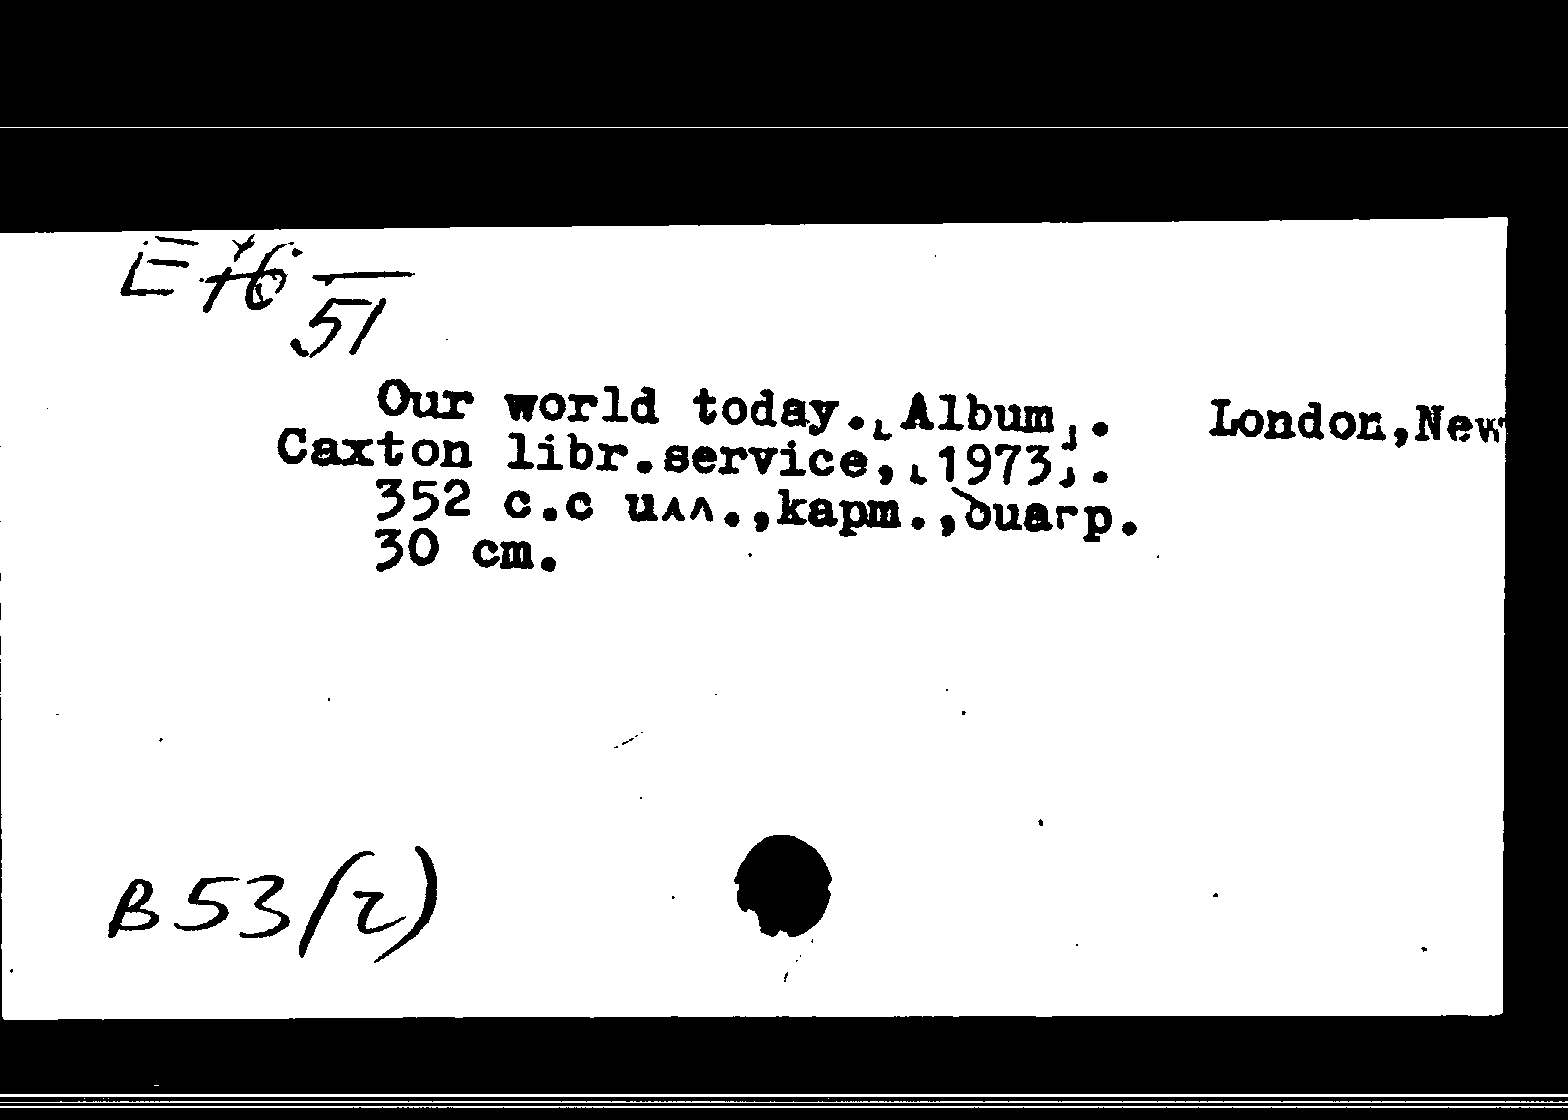 E 76
51
Our world today.[Album]. London,New
Caxton libr.service,[1973].
352 c.с илл.,карт.,диагр.
30 cm.
B53(2)